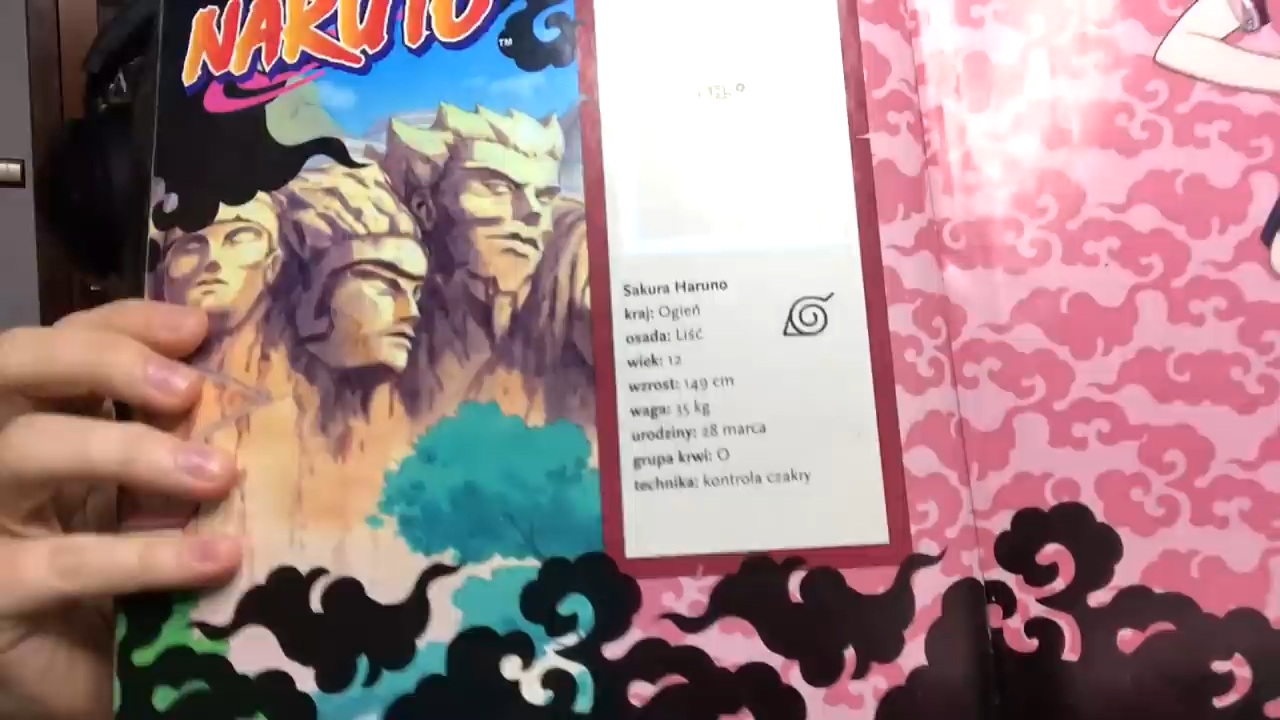 NARUTO
TM
Sakura Haruno
kraj: Ogień
osada: Liść
wiek: 12
wzrost: 149 cm
waga: 35 kg
urodziny: 28 marca
grupa krwi: O
technika: kontrola czakry